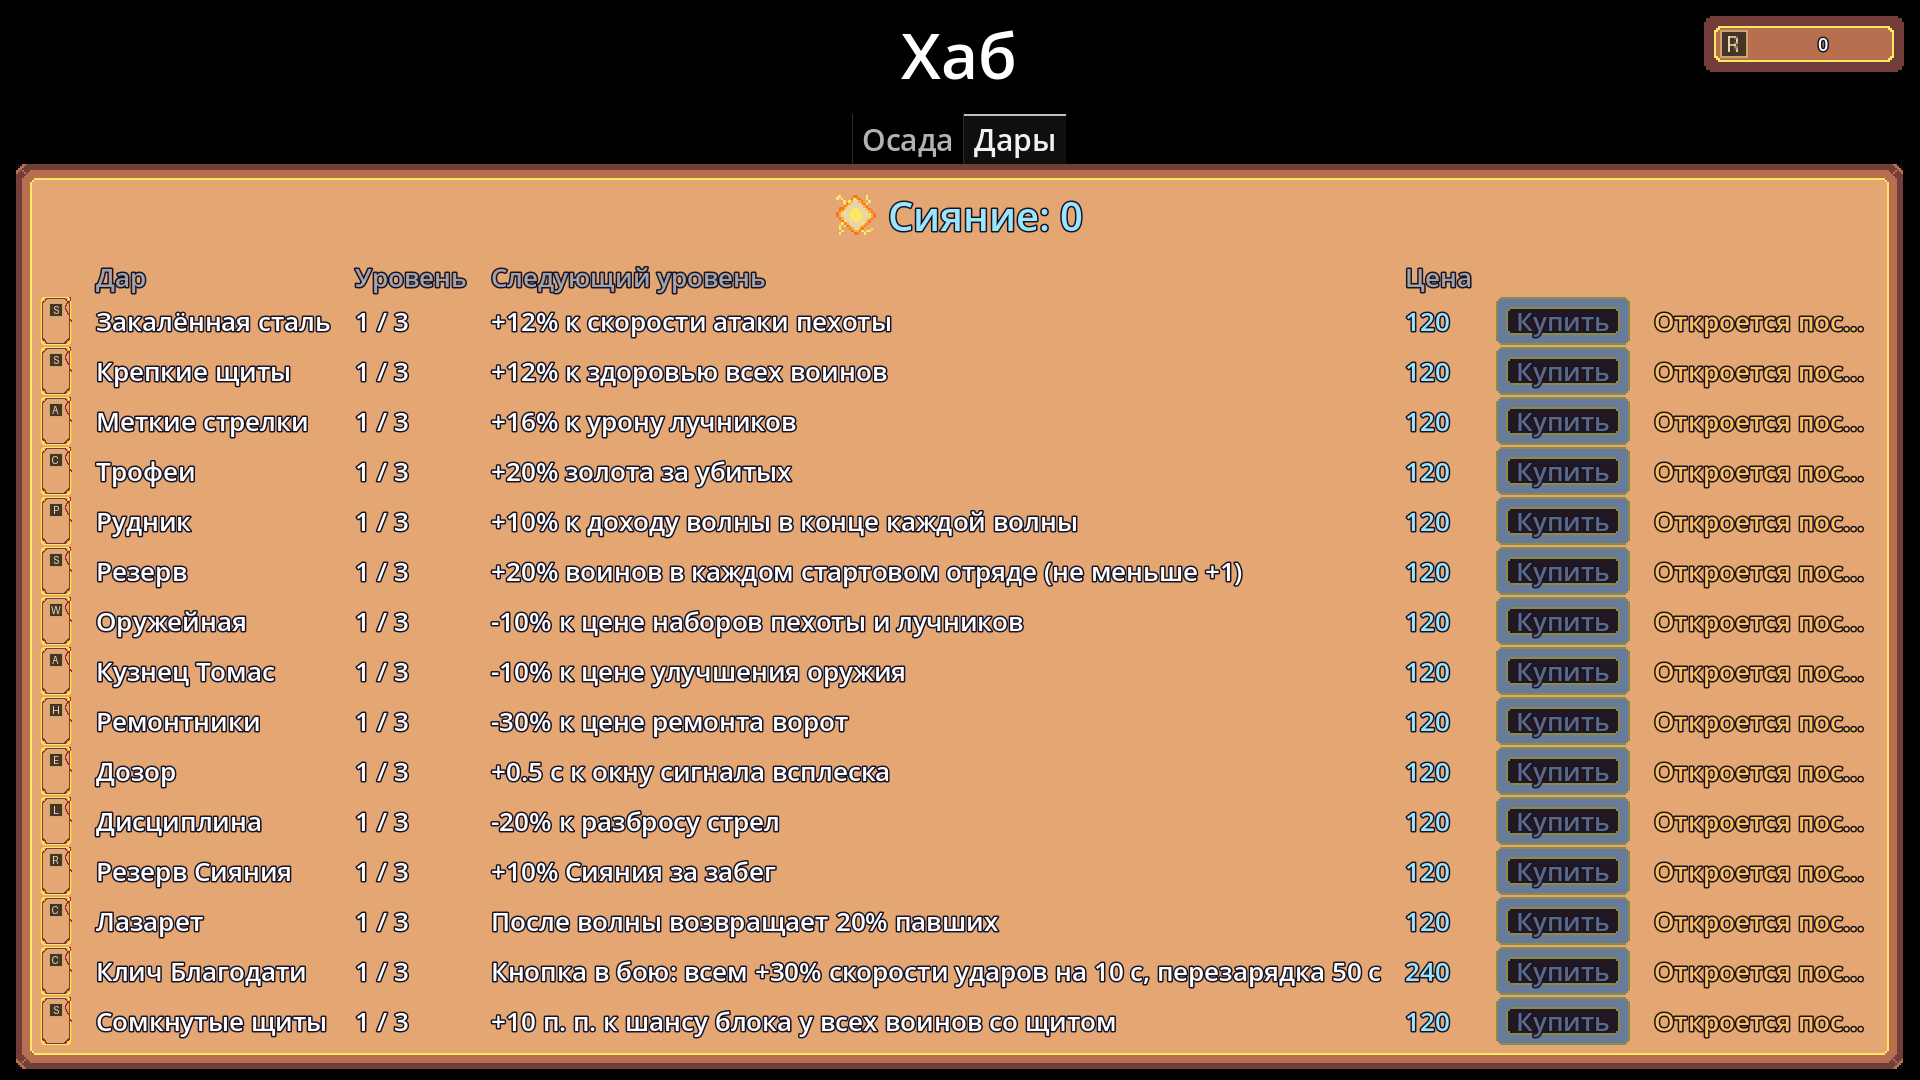 Хаб
R 0
Осада Дары
Сияние: 0
Дар Уровень Следующий уровень Цена
S Закалённая сталь 1 / 3 +12% к скорости атаки пехоты 120 Купить Откроется пос...
S Крепкие щиты 1 / 3 +12% к здоровью всех воинов 120 Купить Откроется пос...
A Меткие стрелки 1 / 3 +16% к урону лучников 120 Купить Откроется пос...
C Трофеи 1 / 3 +20% золота за убитых 120 Купить Откроется пос...
P Рудник 1 / 3 +10% к доходу волны в конце каждой волны 120 Купить Откроется пос...
S Резерв 1 / 3 +20% воинов в каждом стартовом отряде (не меньше +1) 120 Купить Откроется пос...
W Оружейная 1 / 3 -10% к цене наборов пехоты и лучников 120 Купить Откроется пос...
A Кузнец Томас 1 / 3 -10% к цене улучшения оружия 120 Купить Откроется пос...
H Ремонтники 1 / 3 -30% к цене ремонта ворот 120 Купить Откроется пос...
E Дозор 1 / 3 +0.5 с к окну сигнала всплеска 120 Купить Откроется пос...
L Дисциплина 1 / 3 -20% к разбросу стрел 120 Купить Откроется пос...
R Резерв Сияния 1 / 3 +10% Сияния за забег 120 Купить Откроется пос...
C Лазарет 1 / 3 После волны возвращает 20% павших 120 Купить Откроется пос...
C Клич Благодати 1 / 3 Кнопка в бою: всем +30% скорости ударов на 10 с, перезарядка 50 с 240 Купить Откроется пос...
S Сомкнутые щиты 1 / 3 +10 п. п. к шансу блока у всех воинов со щитом 120 Купить Откроется пос...